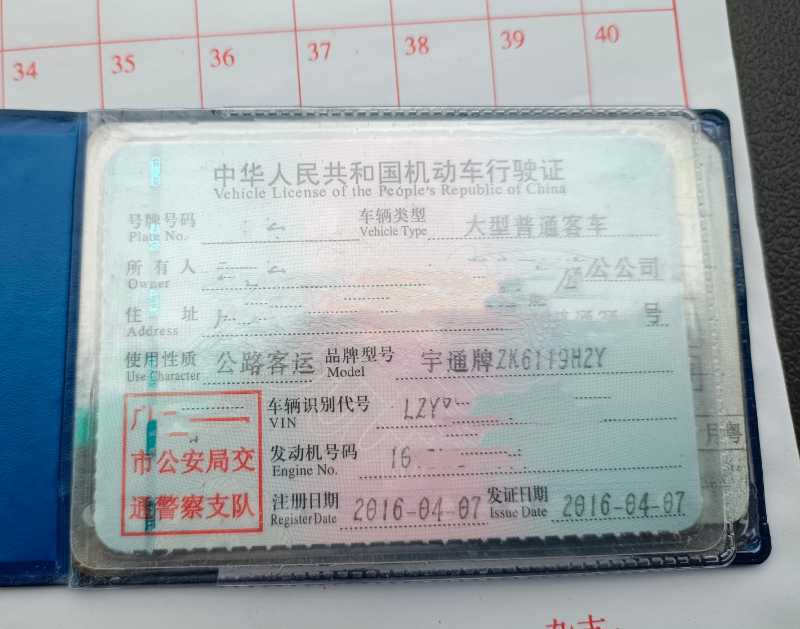 34 35 36 37 38 39 40
中华人民共和国机动车行驶证
Vehicle License of the People's Republic of China
号牌号码 车辆类型 大型普通客车
Plate No. Vehicle Type
所有人 公司
Owner
住址 号
Address
使用性质 公路客运 品牌型号 宇通牌ZK6119H2Y
Use Character Model
车辆识别代号 LZY
VIN
市公安局交
通警察支队
发动机号码 16
Engine No.
注册日期 2016-04-07 发证日期 2016-04-07
Register Date Issue Date